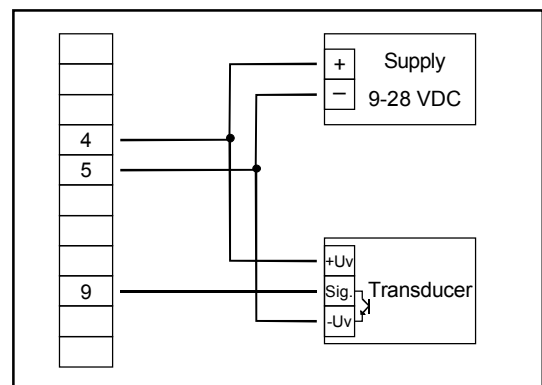 4
5
9
+ Supply
− 9-28 VDC
+Uv
Sig. Transducer
-Uv